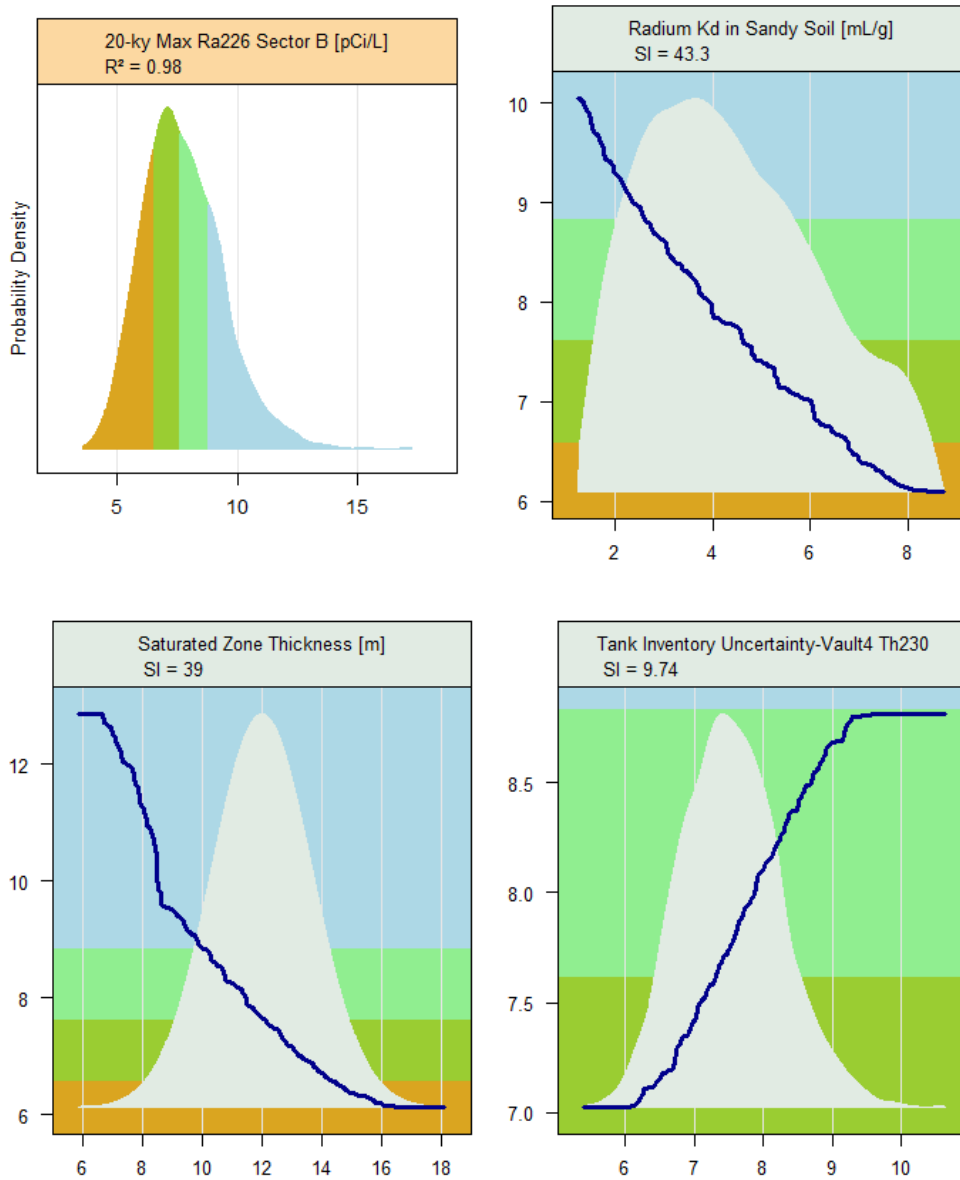 20-ky Max Ra226 Sector B [pCi/L]
R² = 0.98
Probability Density
5 10 15
Radium Kd in Sandy Soil [mL/g]
SI = 43.3
10
9
8
7
6
2 4 6 8
Saturated Zone Thickness [m]
SI = 39
12
10
8
6
6 8 10 12 14 16 18
Tank Inventory Uncertainty-Vault4 Th230
SI = 9.74
8.5
8.0
7.5
7.0
6 7 8 9 10